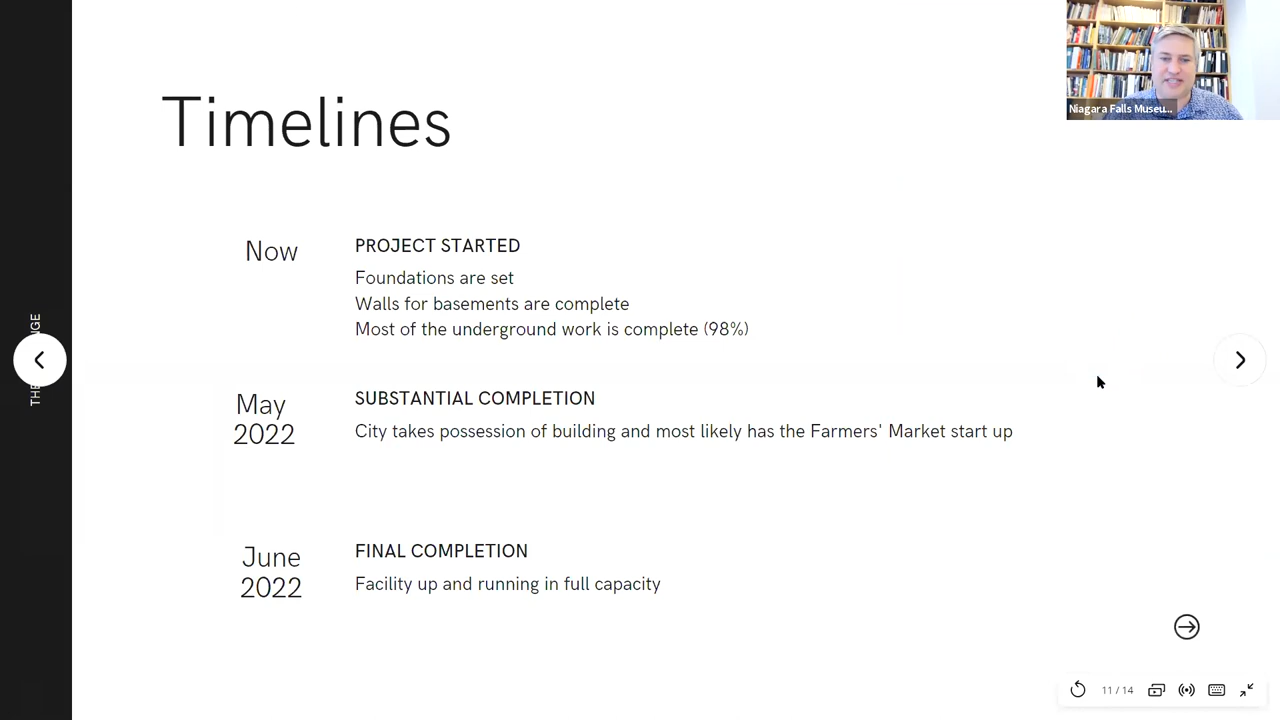 Timelines
Niagara Falls Museu...
Now
PROJECT STARTED
Foundations are set
Walls for basements are complete
Most of the underground work is complete (98%)
May
2022
SUBSTANTIAL COMPLETION
City takes possession of building and most likely has the Farmers' Market start up
June
2022
FINAL COMPLETION
Facility up and running in full capacity
11 / 14